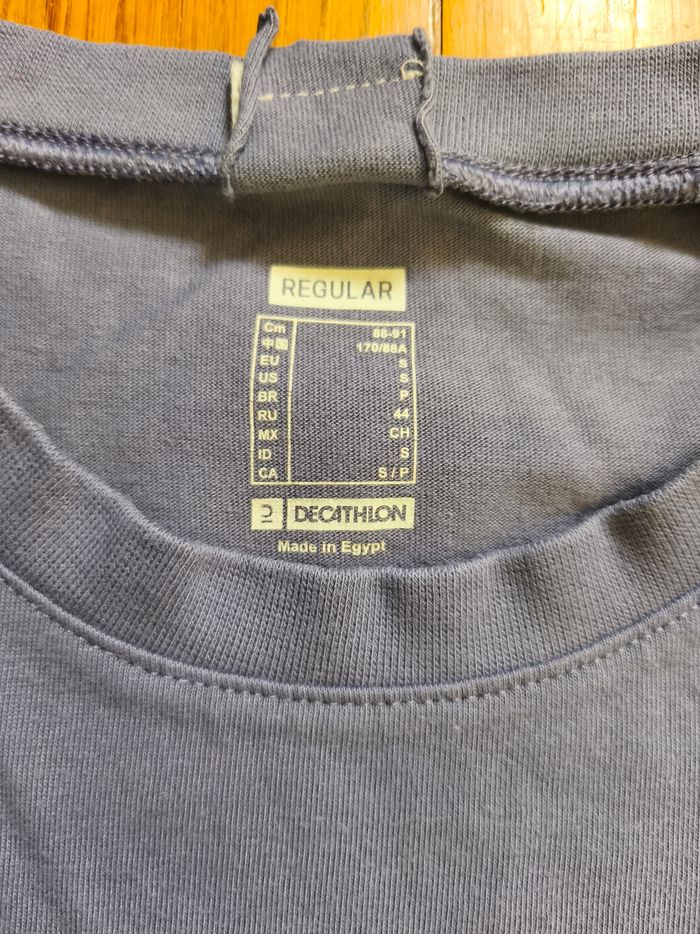 REGULAR
Cm 86-91
中国 170/88A
EU S
US S
BR P
RU 44
MX CH
ID S
CA S / P
DECATHLON
Made in Egypt